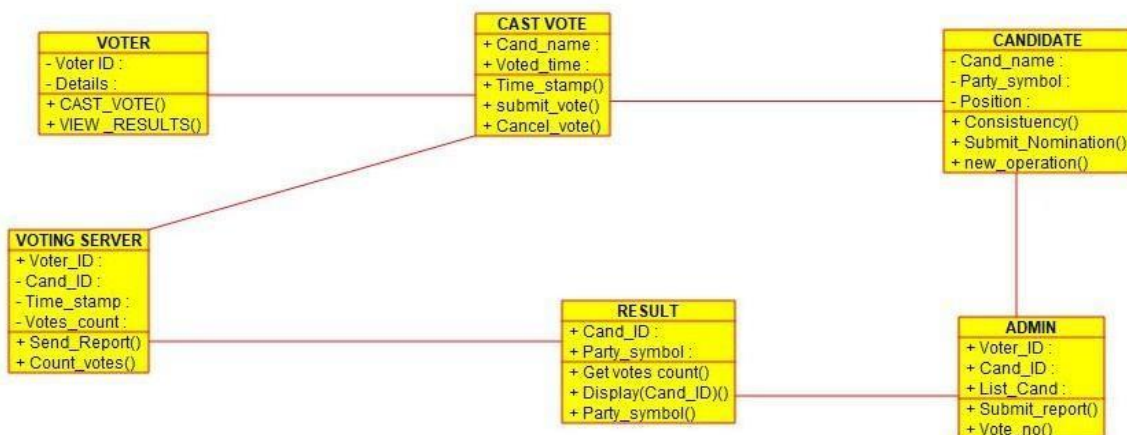 VOTER
- Voter ID :
- Details :
+ CAST_VOTE()
+ VIEW _RESULTS()
CAST VOTE
+ Cand_name :
+ Voted_time :
+ Time_stamp()
+ submit_vote()
+ Cancel_vote()
CANDIDATE
- Cand_name :
- Party_symbol :
- Position :
+ Consistuency()
+ Submit_Nomination()
+ new_operation()
VOTING SERVER
+ Voter_ID :
- Cand_ID :
- Time_stamp :
- Votes_count :
+ Send_Report()
+ Count_votes()
RESULT
+ Cand_ID :
+ Party_symbol :
+ Get votes count()
+ Display(Cand_ID)()
+ Party_symbol()
ADMIN
+ Voter_ID :
+ Cand_ID :
+ List_Cand :
+ Submit_report()
+ Vote_no()